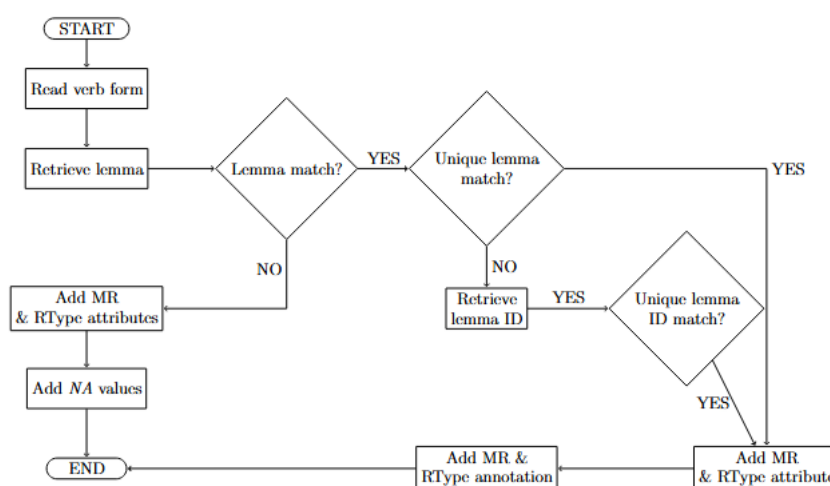 START
Read verb form
Retrieve lemma
Lemma match?
YES
Unique lemma
match?
YES
NO
NO
Retrieve
lemma ID
YES
Unique lemma
ID match?
Add MR
& RType attributes
Add NA values
YES
END
Add MR &
RType annotation
Add MR
& RType attribute